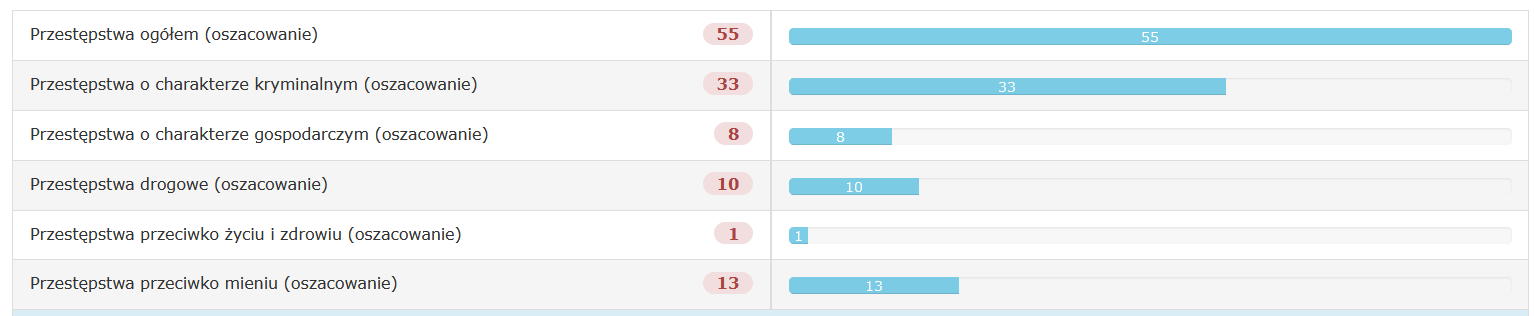 Przestępstwa ogółem (oszacowanie) 55 55
Przestępstwa o charakterze kryminalnym (oszacowanie) 33 33
Przestępstwa o charakterze gospodarczym (oszacowanie) 8 8
Przestępstwa drogowe (oszacowanie) 10 10
Przestępstwa przeciwko życiu i zdrowiu (oszacowanie) 1 1
Przestępstwa przeciwko mieniu (oszacowanie) 13 13